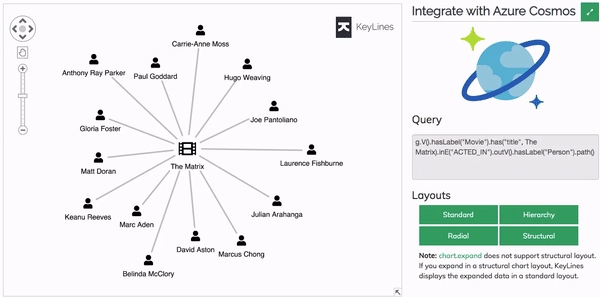 KeyLines
Carrie-Anne Moss
Anthony Ray Parker
Paul Goddard
Hugo Weaving
Joe Pantoliano
Gloria Foster
Laurence Fishburne
The Matrix
Matt Doran
Keanu Reeves
Marc Aden
Julian Arahanga
David Aston
Marcus Chong
Belinda McClory
Integrate with Azure Cosmos
Query
g.V().hasLabel("Movie").has("title", The
Matrix).inE("ACTED_IN").outV().hasLabel("Person").path()
Layouts
Standard
Hierarchy
Radial
Structural
Note: chart.expand does not support structural layout.
If you expand in a structural chart layout, KeyLines
displays the expanded data in a standard layout.